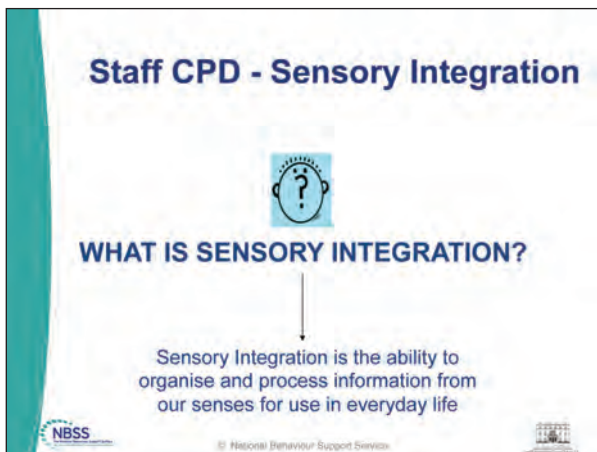 Staff CPD - Sensory Integration
?
WHAT IS SENSORY INTEGRATION?
Sensory Integration is the ability to
organise and process information from
our senses for use in everyday life
NBSS
© National Behaviour Support Service